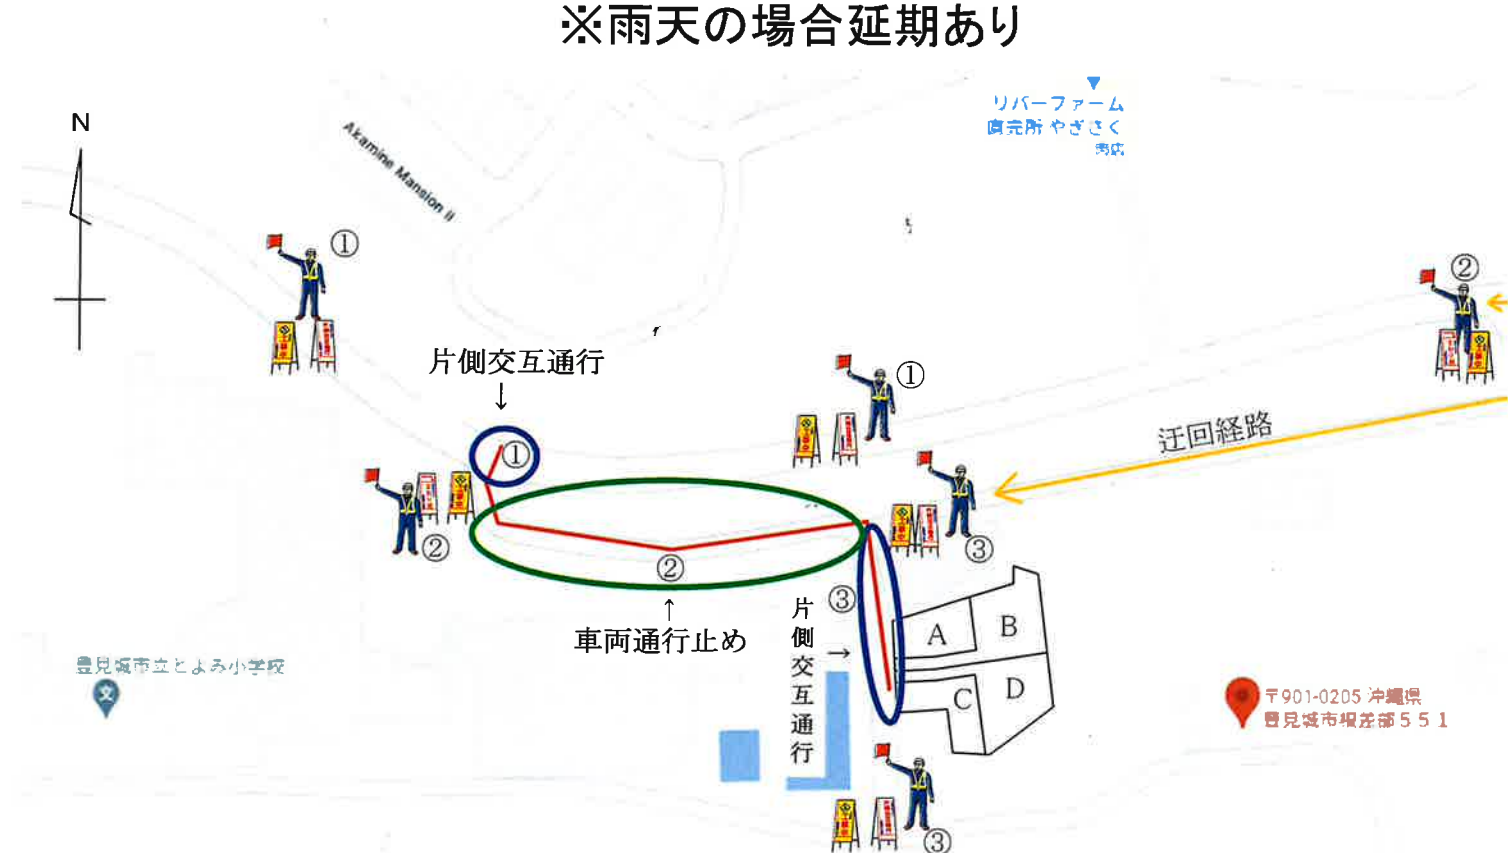 ※雨天の場合延期あり
N
リバーファーム
直売所 やぎさく
商店
Akamine Mansion II
①
②
片側交互通行
↓
①
①
迂回経路
②
③
②
↑
車両通行止め
③
片側交互通行
→
A
B
C
D
豊見城市立とよみ小学校
文
〒901-0205 沖縄県
豊見城市根差部551
③